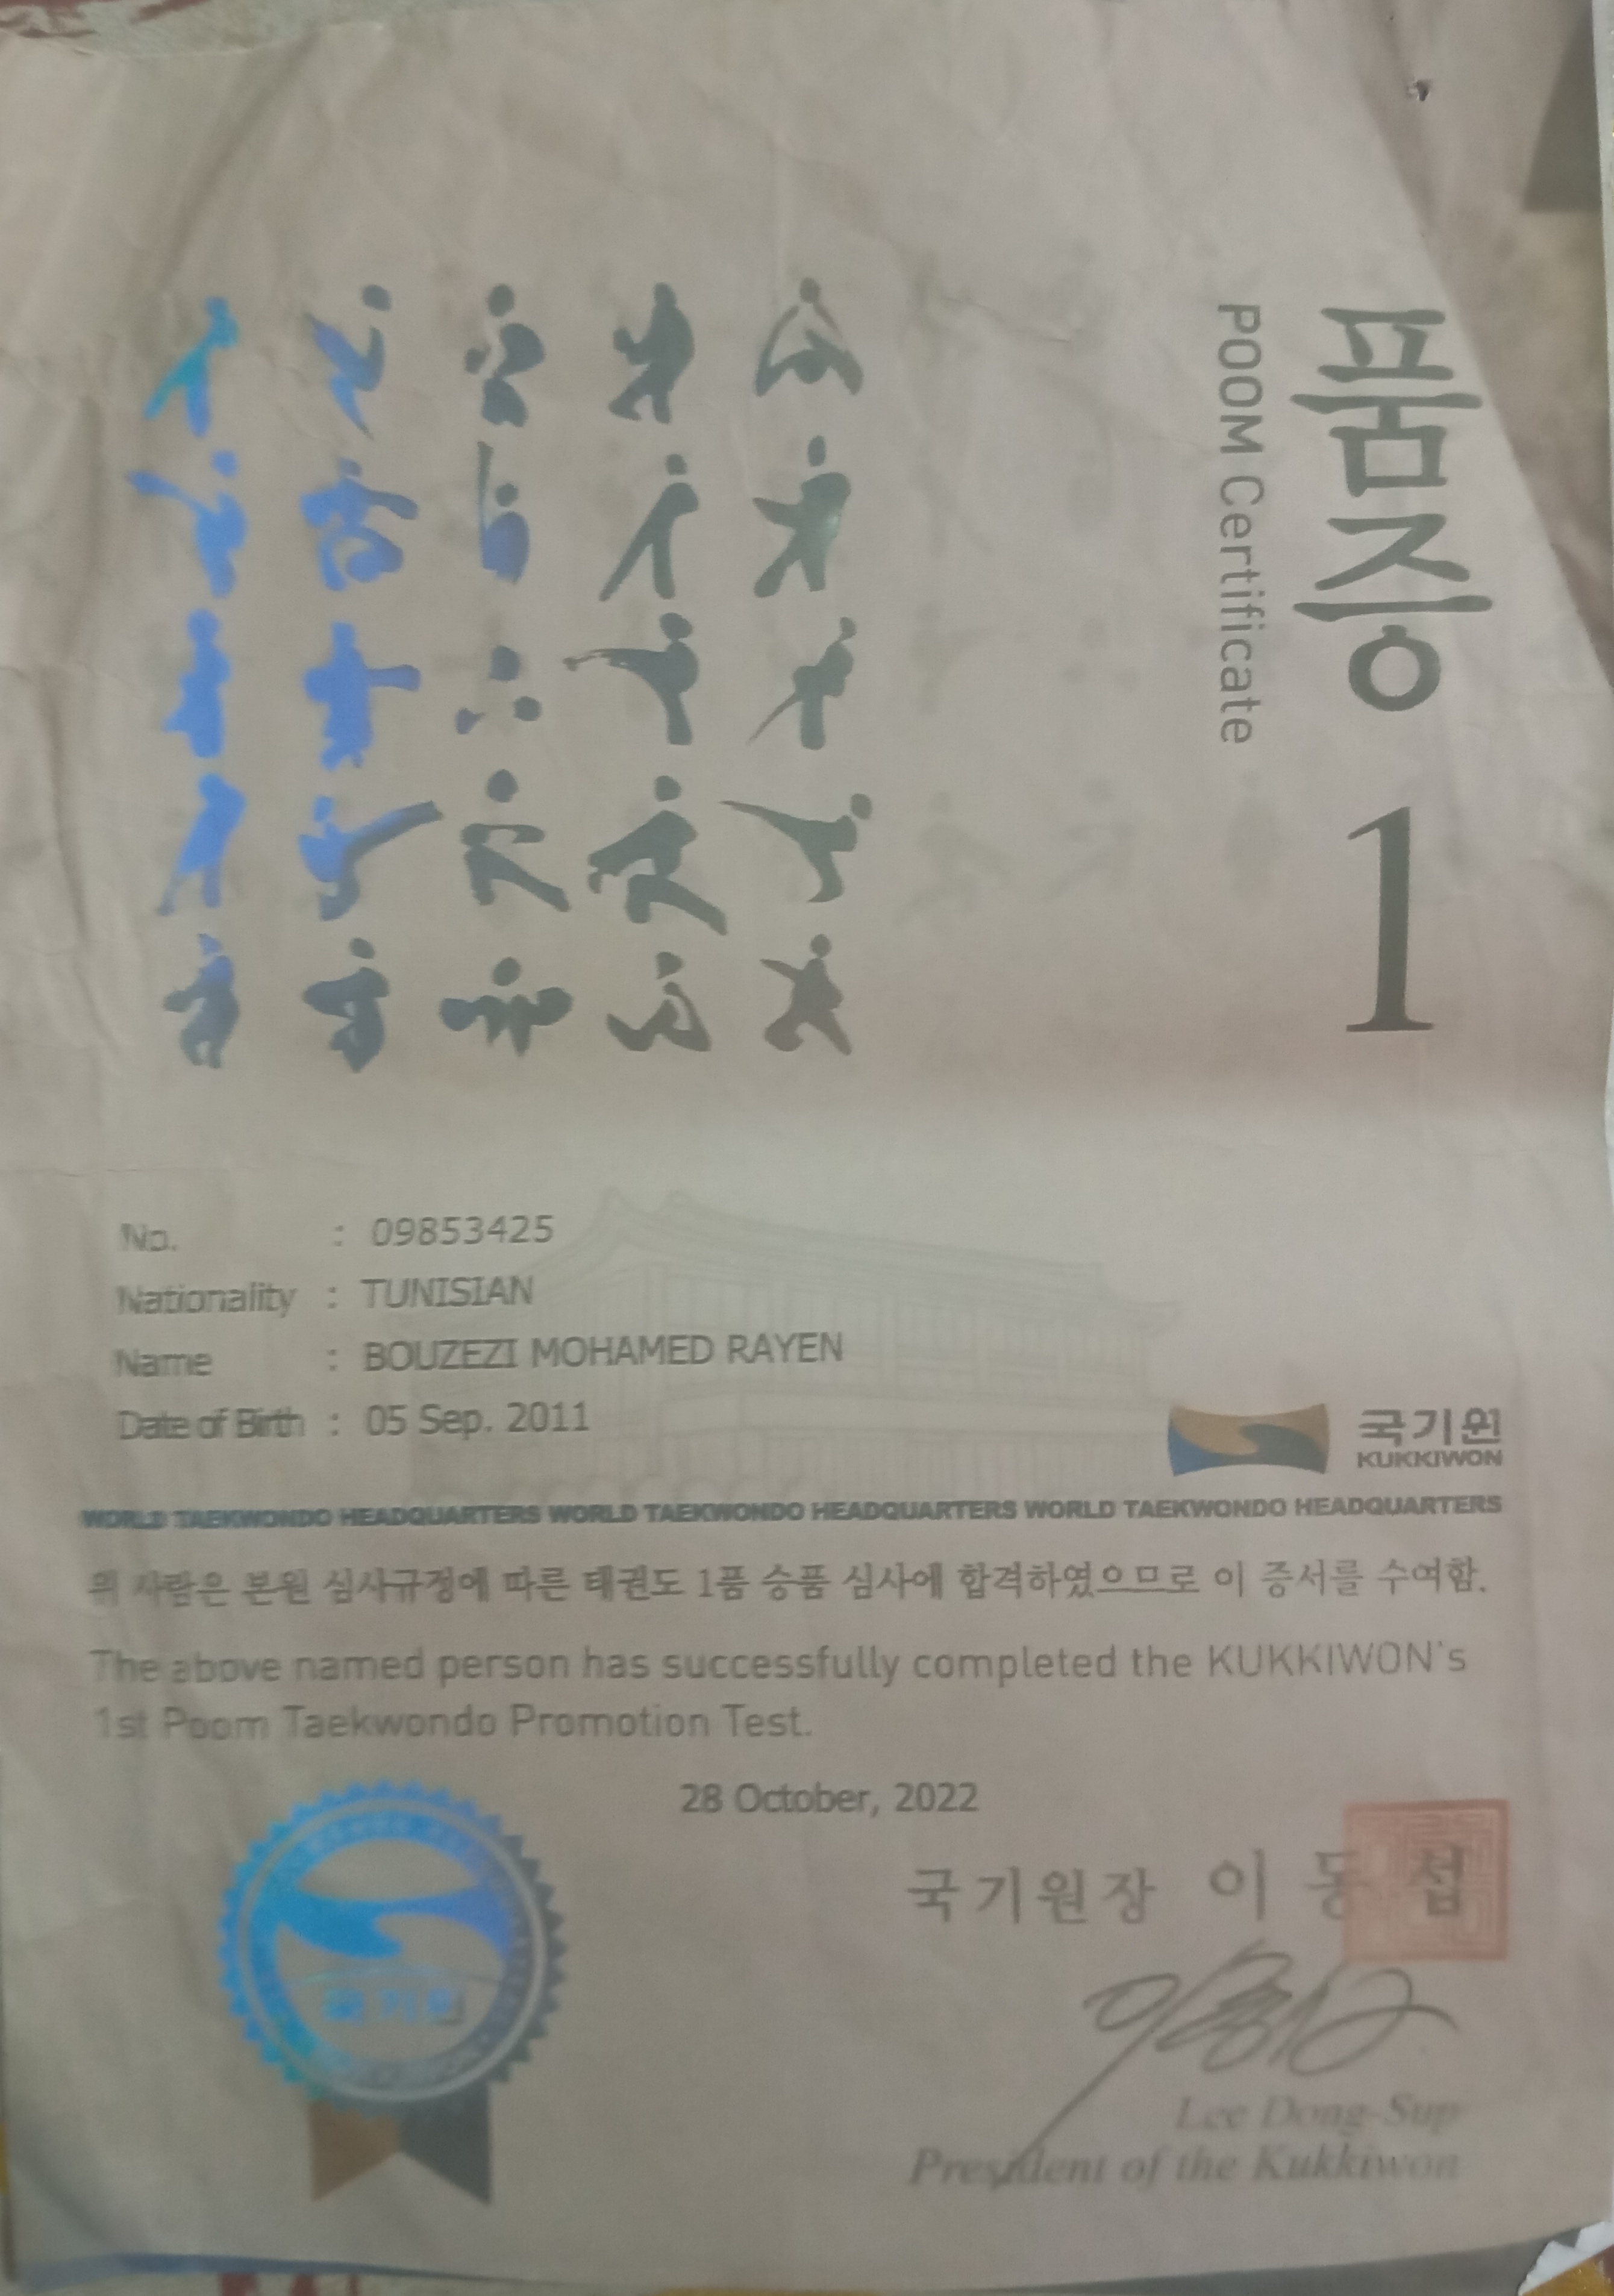 품증 1
POOM Certificate
No. : 09853425
Nationality : TUNISIAN
Name : BOUZEZI MOHAMED RAYEN
Date of Birth : 05 Sep. 2011
국기원
KUKKIWON
WORLD TAEKWONDO HEADQUARTERS WORLD TAEKWONDO HEADQUARTERS WORLD TAEKWONDO HEADQUARTERS
위 사람은 본원 심사규정에 따른 태권도 1품 승품 심사에 합격하였으므로 이 증서를 수여함.
The above named person has successfully completed the KUKKIWON's
1st Poom Taekwondo Promotion Test.
28 October, 2022
국기원장 이동섭
국기원
Lee Dong-Sup
President of the Kukkiwon